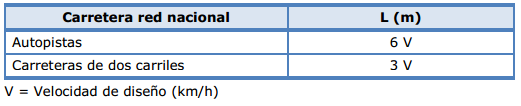 Carretera red nacional L (m)
Autopistas 6 V
Carreteras de dos carriles 3 V
V = Velocidad de diseño (km/h)